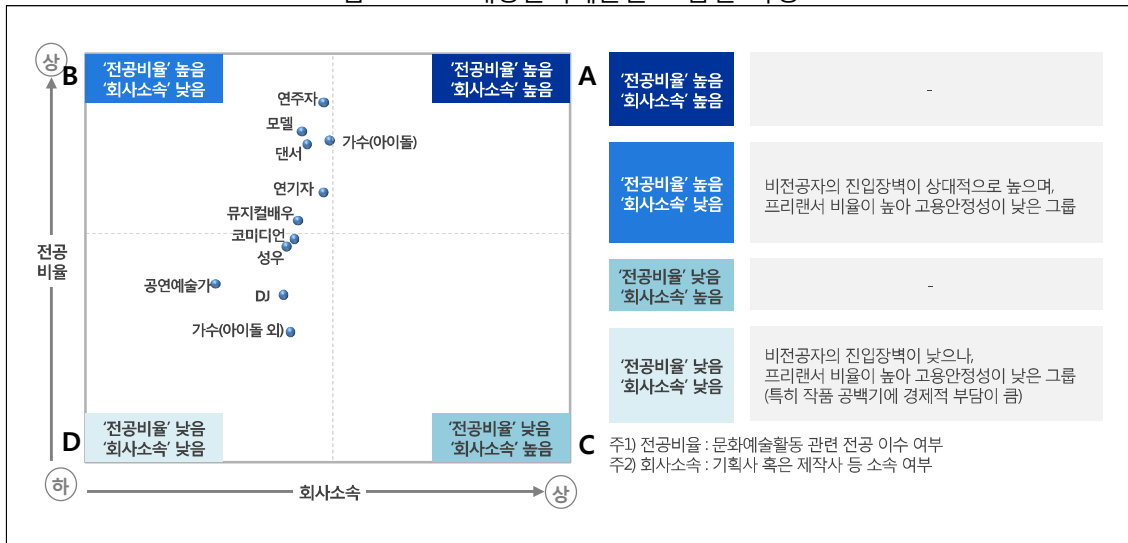 상
B
'전공비율' 높음
'회사소속' 낮음
'전공비율' 높음
'회사소속' 높음
A
연주자
모델
댄서
가수(아이돌)
연기자
뮤지컬배우
코미디언
성우
공연예술가
DJ
가수(아이돌 외)
전공
비율
D
'전공비율' 낮음
'회사소속' 낮음
'전공비율' 낮음
'회사소속' 높음
C
하
회사소속
상
'전공비율' 높음
'회사소속' 높음
-
'전공비율' 높음
'회사소속' 낮음
비전공자의 진입장벽이 상대적으로 높으며,
프리랜서 비율이 높아 고용안정성이 낮은 그룹
'전공비율' 낮음
'회사소속' 높음
-
'전공비율' 낮음
'회사소속' 낮음
비전공자의 진입장벽이 낮으나,
프리랜서 비율이 높아 고용안정성이 낮은 그룹
(특히 작품 공백기에 경제적 부담이 큼)
주1) 전공비율 : 문화예술활동 관련 전공 이수 여부
주2) 회사소속 : 기획사 혹은 제작사 등 소속 여부